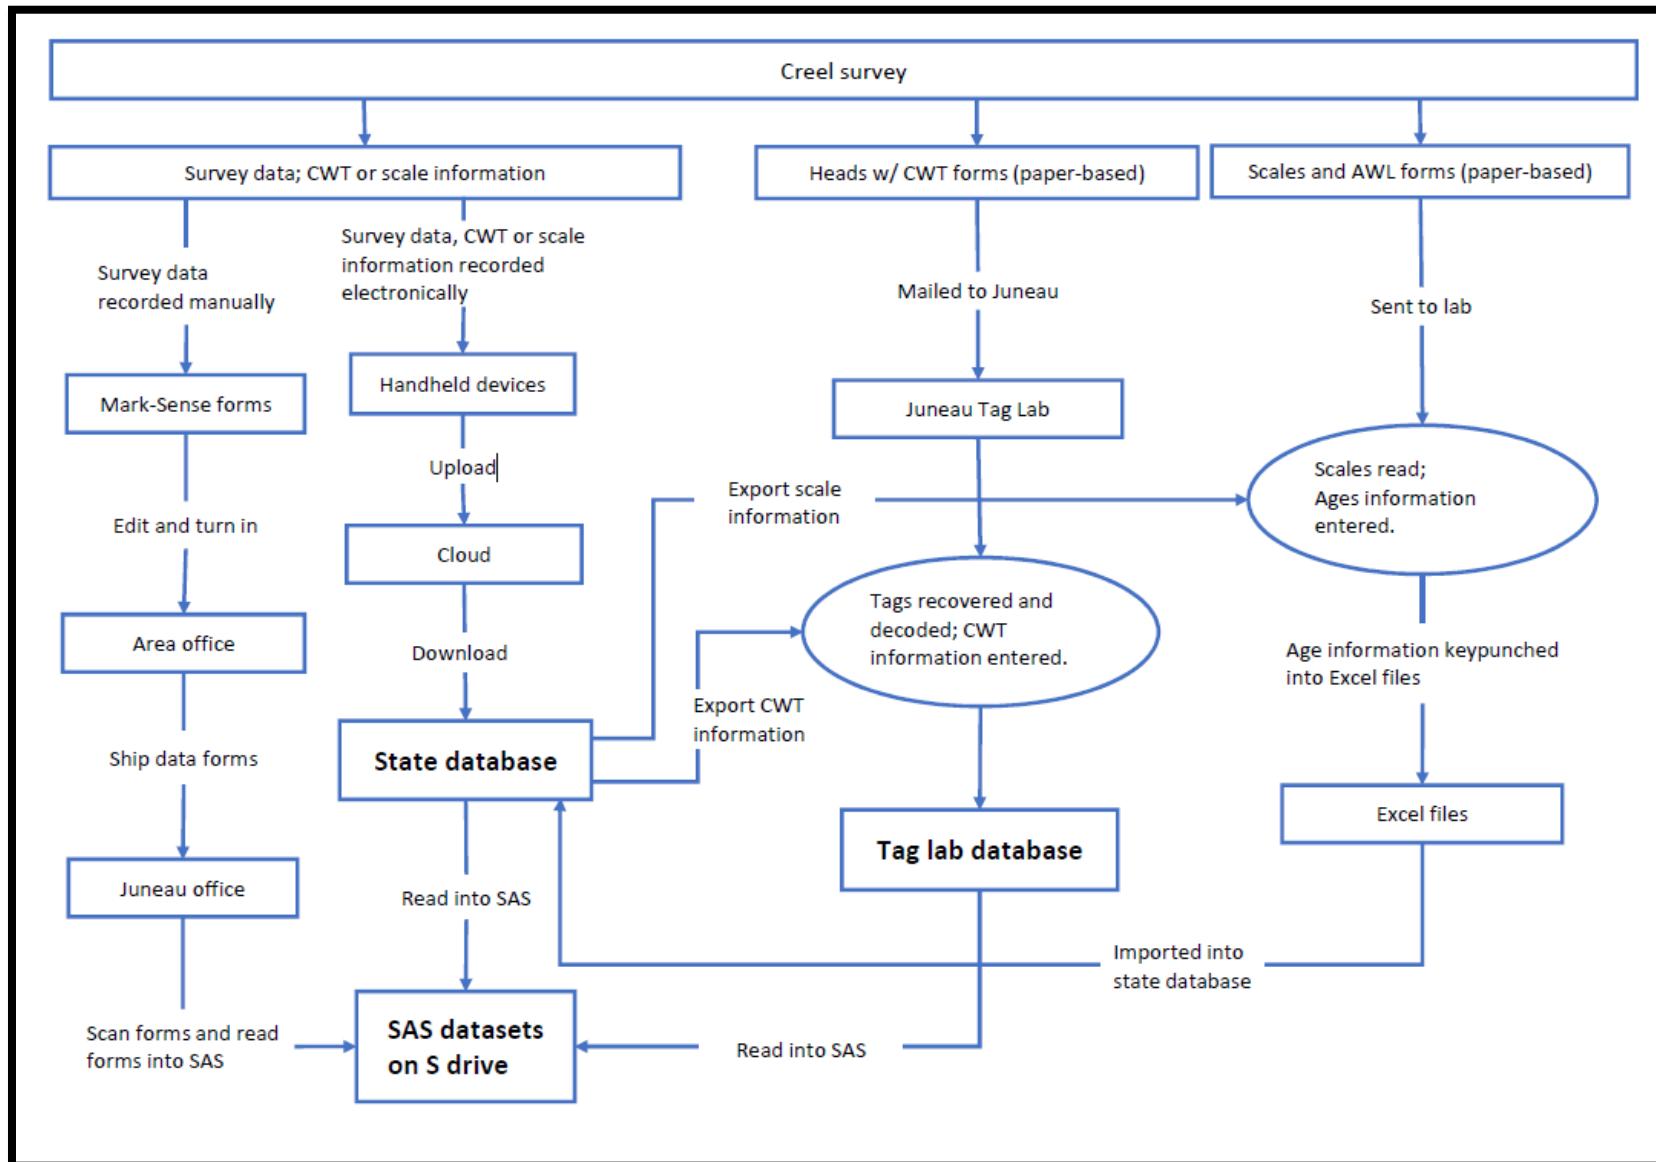 Creel survey
Survey data; CWT or scale information
Heads w/ CWT forms (paper-based)
Scales and AWL forms (paper-based)
Survey data
recorded manually
Survey data, CWT or scale
information recorded
electronically
Mailed to Juneau
Sent to lab
Mark-Sense forms
Handheld devices
Juneau Tag Lab
Upload
Export scale
information
Scales read;
Ages information
entered.
Edit and turn in
Cloud
Tags recovered and
decoded; CWT
information entered.
Area office
Download
Age information keypunched
into Excel files
Export CWT
information
Ship data forms
State database
Excel files
Tag lab database
Juneau office
Read into SAS
Imported into
state database
Scan forms and read
forms into SAS
SAS datasets
on S drive
Read into SAS